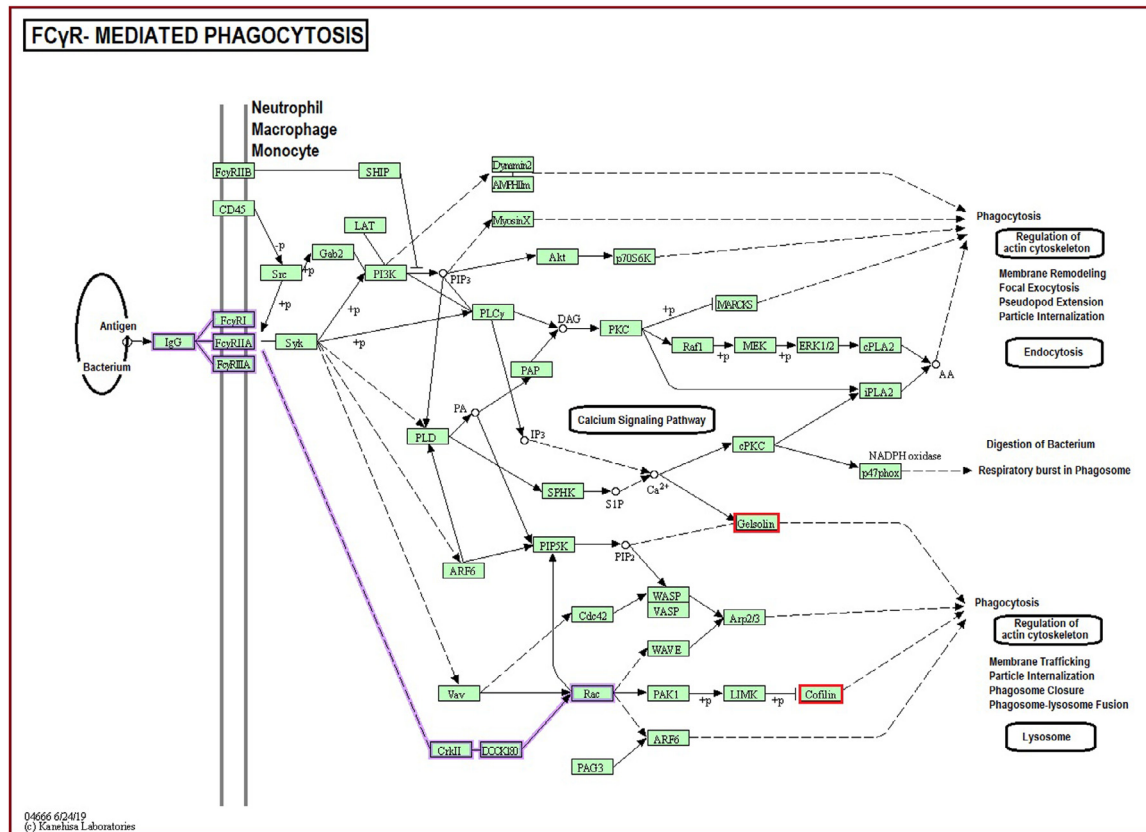 FCγR- MEDIATED PHAGOCYTOSIS
Neutrophil
Macrophage
Monocyte
FcγRIIB
SHIP
Dynamin2
AMPHIIm
CD45
LAT
MyosinX
Phagocytosis
-p
Gab2
+p
Src
PI3K
PIP3
Akt
p70S6K
Regulation of
actin cytoskeleton
Membrane Remodeling
Focal Exocytosis
Pseudopod Extension
Particle Internalization
+p
+p
PLCγ
DAG
PKC
+p
MARCKS
Antigen
Bacterium
IgG
FcγRI
FcγRIIA
FcγRIIIA
Syk
+p
Raf1
+p
MEK
+p
ERK1/2
cPLA2
Endocytosis
PAP
AA
iPLA2
PA
PLD
IP3
Calcium Signaling Pathway
cPKC
Digestion of Bacterium
NADPH oxidase
p47phox
Respiratory burst in Phagosome
SPHK
S1P
Ca2+
Gelsolin
PIP5K
PIP2
ARF6
WASP
VASP
Cdc42
Arp2/3
Phagocytosis
Regulation of
actin cytoskeleton
WAVE
Membrane Trafficking
Particle Internalization
Phagosome Closure
Phagosome-lysosome Fusion
Vav
Rac
PAK1
+p
LIMK
+p
Cofilin
Lysosome
CrkII
DOCK180
ARF6
PAG3
04666 6/24/19
(c) Kanehisa Laboratories